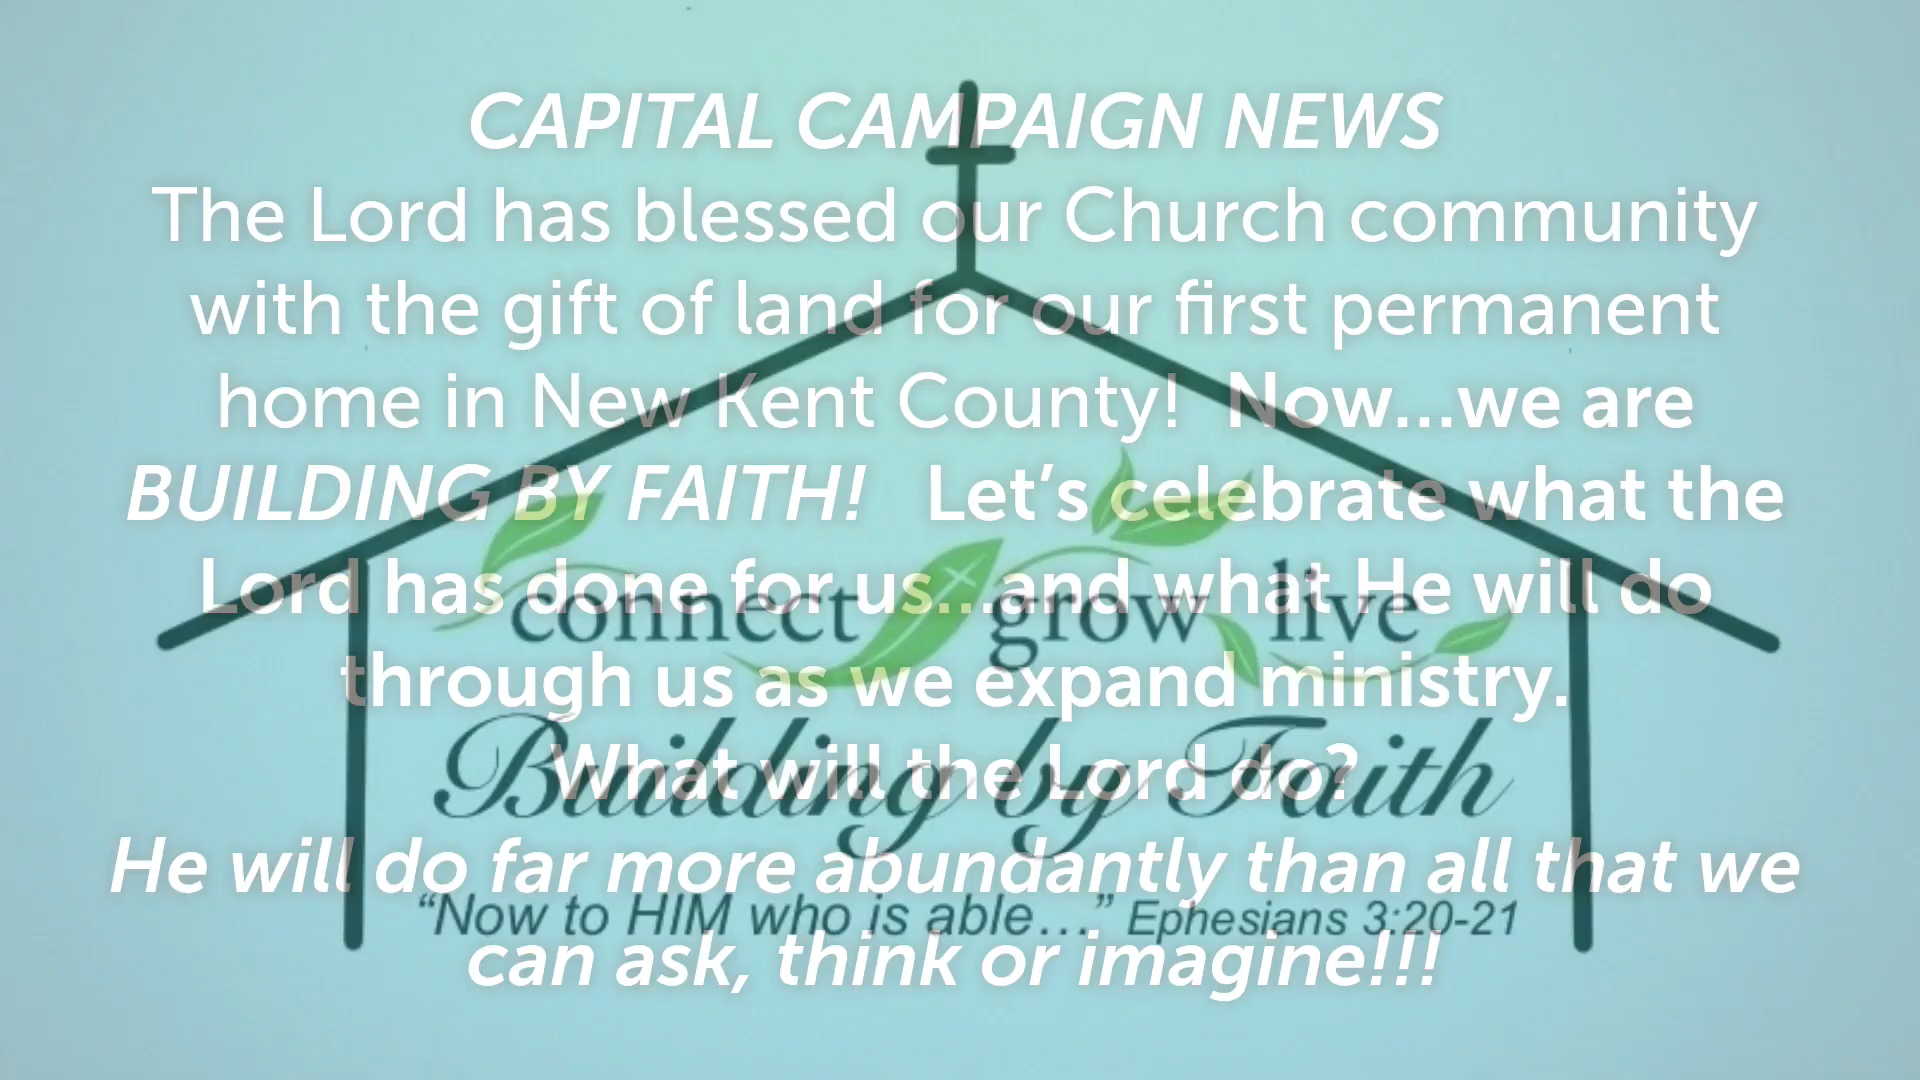 CAPITAL CAMPAIGN NEWS
The Lord has blessed our Church community
with the gift of land for our first permanent
home in New Kent County!  Now...we are
BUILDING BY FAITH!   Let’s celebrate what the
Lord has done for us...and what He will do
through us as we expand ministry.
What will the Lord do?
He will do far more abundantly than all that we
can ask, think or imagine!!!
connect grow live
Building by Faith
“Now to HIM who is able...” Ephesians 3:20-21